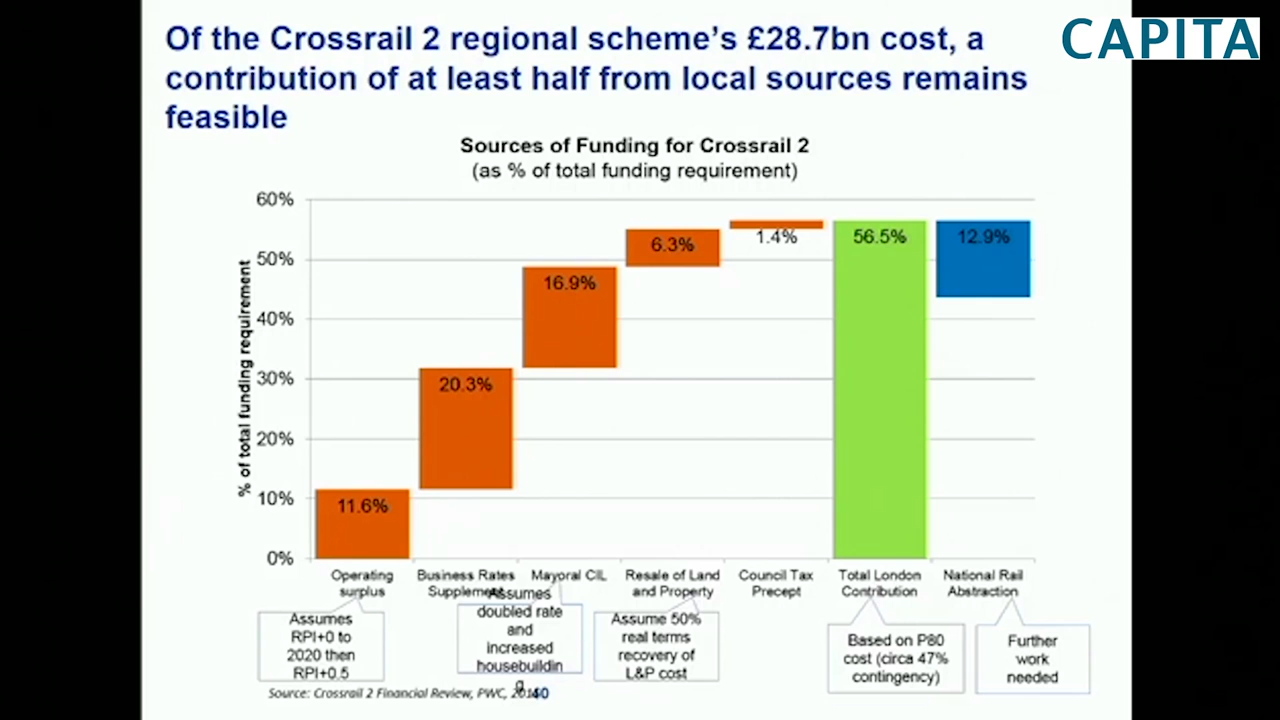 Of the Crossrail 2 regional scheme's £28.7bn cost, a
contribution of at least half from local sources remains
feasible
CAPITA
Sources of Funding for Crossrail 2
(as % of total funding requirement)
% of total funding requirement
60%
50%
40%
30%
20%
10%
0%
11.6%
20.3%
16.9%
6.3%
1.4%
56.5%
12.9%
Operating
surplus
Business Rates
Supplement
Mayoral CIL
Resale of Land
and Property
Council Tax
Precept
Total London
Contribution
National Rail
Abstraction
Assumes
RPI+0 to
2020 then
RPI+0.5
Assumes
doubled rate
and
increased
housebuildin
g
Assume 50%
real terms
recovery of
L&P cost
Based on P80
cost (circa 47%
contingency)
Further
work
needed
Source: Crossrail 2 Financial Review, PWC,